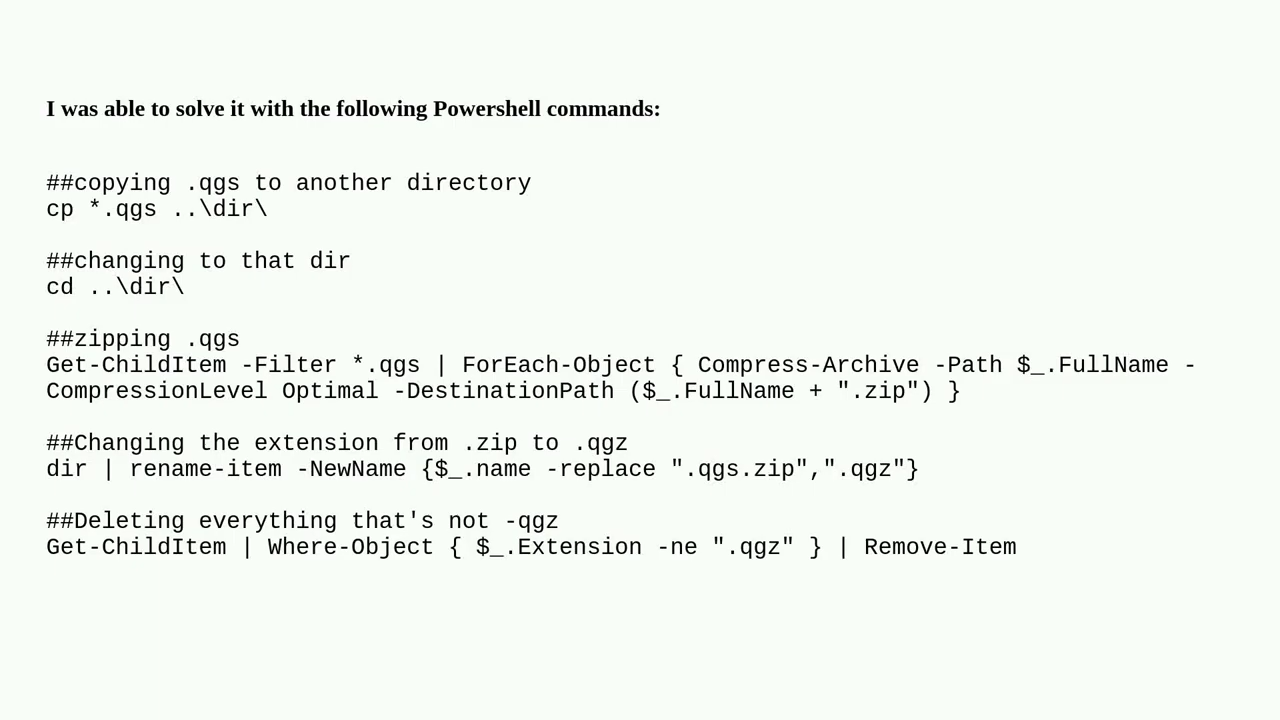 I was able to solve it with the following Powershell commands:
##copying .qgs to another directory
cp *.qgs ..\dir\
##changing to that dir
cd ..\dir\
##zipping .qgs
Get-ChildItem -Filter *.qgs | ForEach-Object { Compress-Archive -Path $_.FullName -
CompressionLevel Optimal -DestinationPath ($_.FullName + ".zip") }
##Changing the extension from .zip to .qgz
dir | rename-item -NewName {$_.name -replace ".qgs.zip",".qgz"}
##Deleting everything that's not -qgz
Get-ChildItem | Where-Object { $_.Extension -ne ".qgz" } | Remove-Item